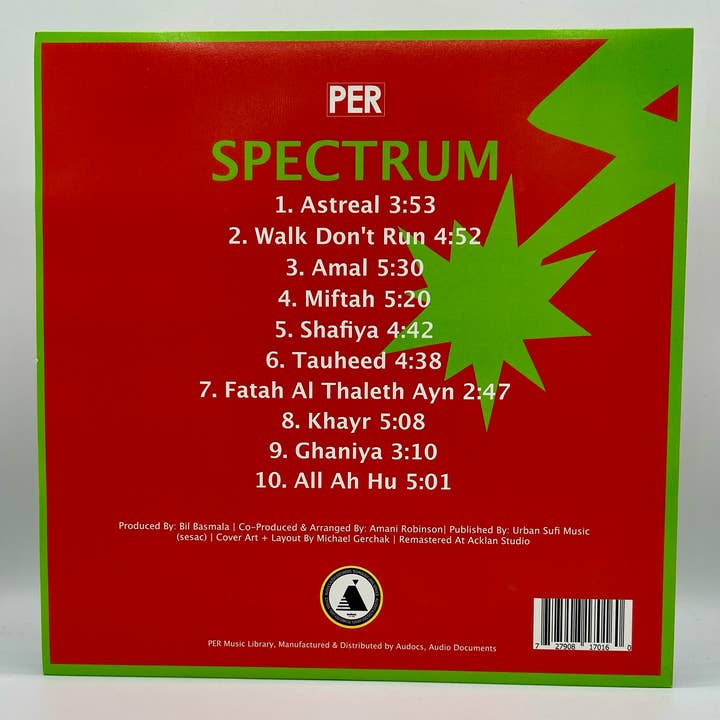 PER
SPECTRUM
1. Astreal 3:53
2. Walk Don't Run 4:52
3. Amal 5:30
4. Miftah 5:20
5. Shafiya 4:42
6. Tauheed 4:38
7. Fatah Al Thaleth Ayn 2:47
8. Khayr 5:08
9. Ghaniya 3:10
10. All Ah Hu 5:01
Produced By: Bil Basmala | Co-Produced & Arranged By: Amani Robinson| Published By: Urban Sufi Music
(sesac) | Cover Art + Layout By Michael Gerchak | Remastered At Acklan Studio
PER Music Library, Manufactured & Distributed by Audocs, Audio Documents
7 27908 17016 0